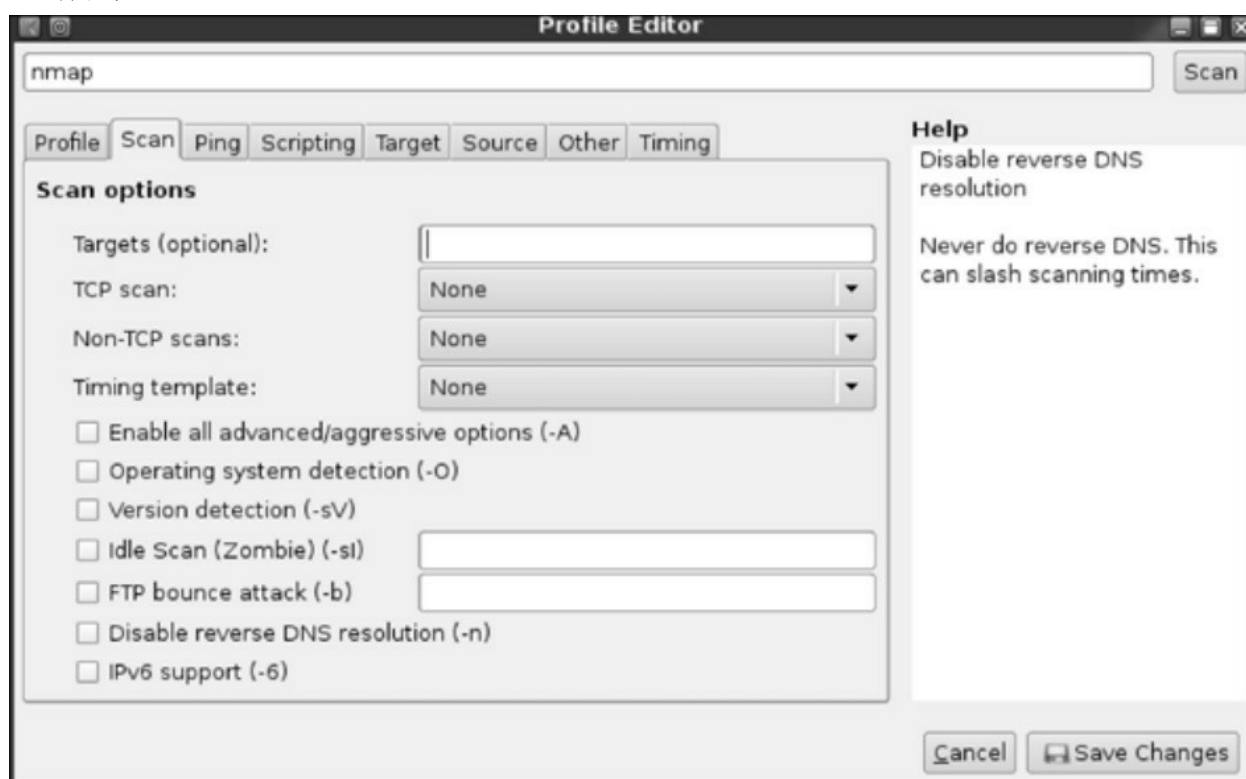 Profile Editor
nmap
Scan
Profile Scan Ping Scripting Target Source Other Timing
Scan options
Targets (optional):
TCP scan: None
Non-TCP scans: None
Timing template: None
Enable all advanced/aggressive options (-A)
Operating system detection (-O)
Version detection (-sV)
Idle Scan (Zombie) (-sI)
FTP bounce attack (-b)
Disable reverse DNS resolution (-n)
IPv6 support (-6)
Help
Disable reverse DNS
resolution
Never do reverse DNS. This
can slash scanning times.
Cancel
Save Changes